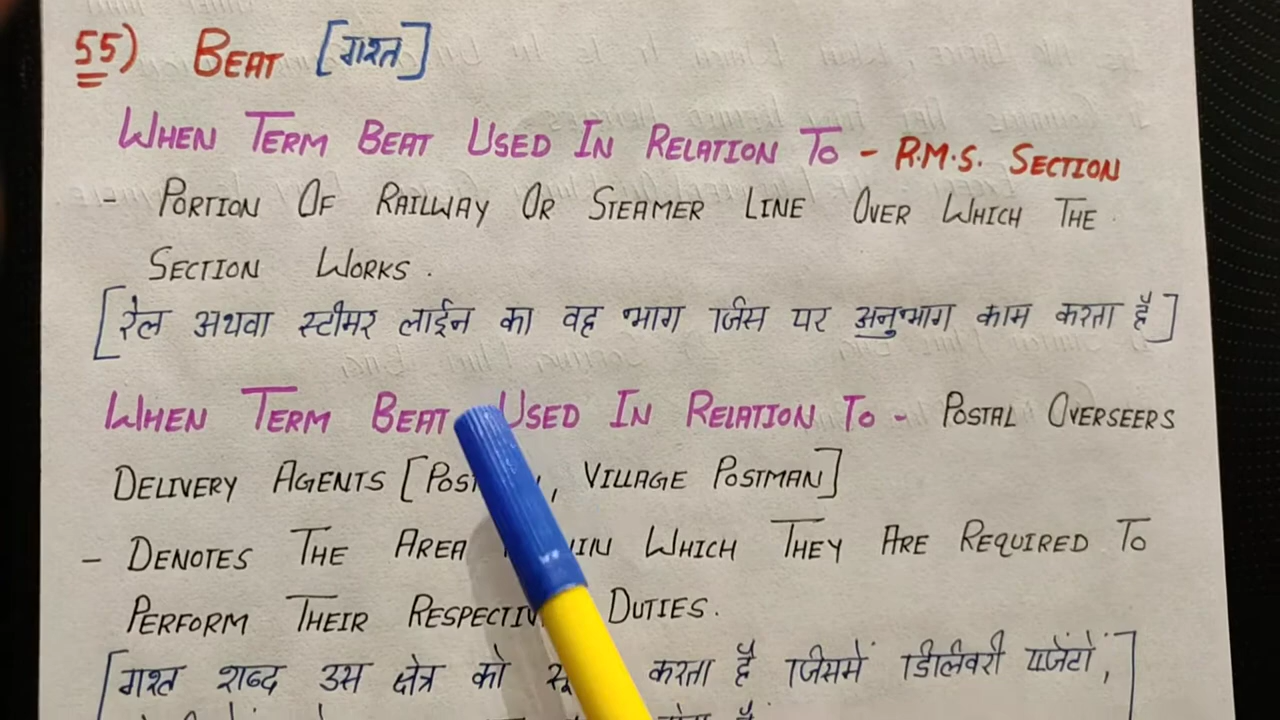 55) BEAT [गश्त]
WHEN TERM BEAT USED IN RELATION TO - R.M.S. SECTION
- PORTION OF RAILWAY OR STEAMER LINE OVER WHICH THE
SECTION WORKS.
[रेल अथवा स्टीमर लाईन का वह भाग जिस पर अनुभाग काम करता है]
WHEN TERM BEAT USED IN RELATION TO - POSTAL OVERSEERS
DELIVERY AGENTS [ , VILLAGE POSTMAN]
- DENOTES THE AREA WHICH THEY ARE REQUIRED TO
PERFORM THEIR RESPECTIVE DUTIES.
[गश्त शब्द उस क्षेत्र को करता है जिसमें डिलिवरी एजेंटो,